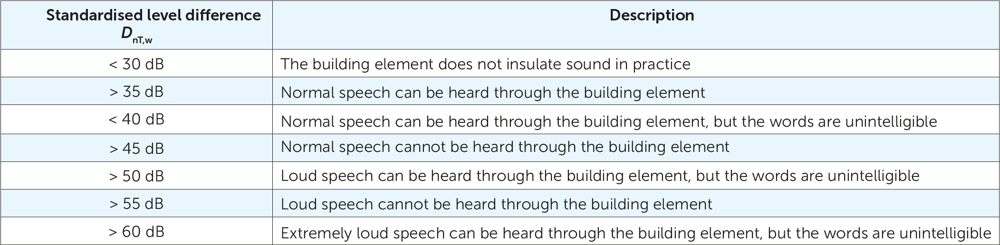 Standardised level difference
DnT,w
Description
< 30 dB
The building element does not insulate sound in practice
> 35 dB
Normal speech can be heard through the building element
< 40 dB
Normal speech can be heard through the building element, but the words are unintelligible
> 45 dB
Normal speech cannot be heard through the building element
> 50 dB
Loud speech can be heard through the building element, but the words are unintelligible
> 55 dB
Loud speech cannot be heard through the building element
> 60 dB
Extremely loud speech can be heard through the building element, but the words are unintelligible